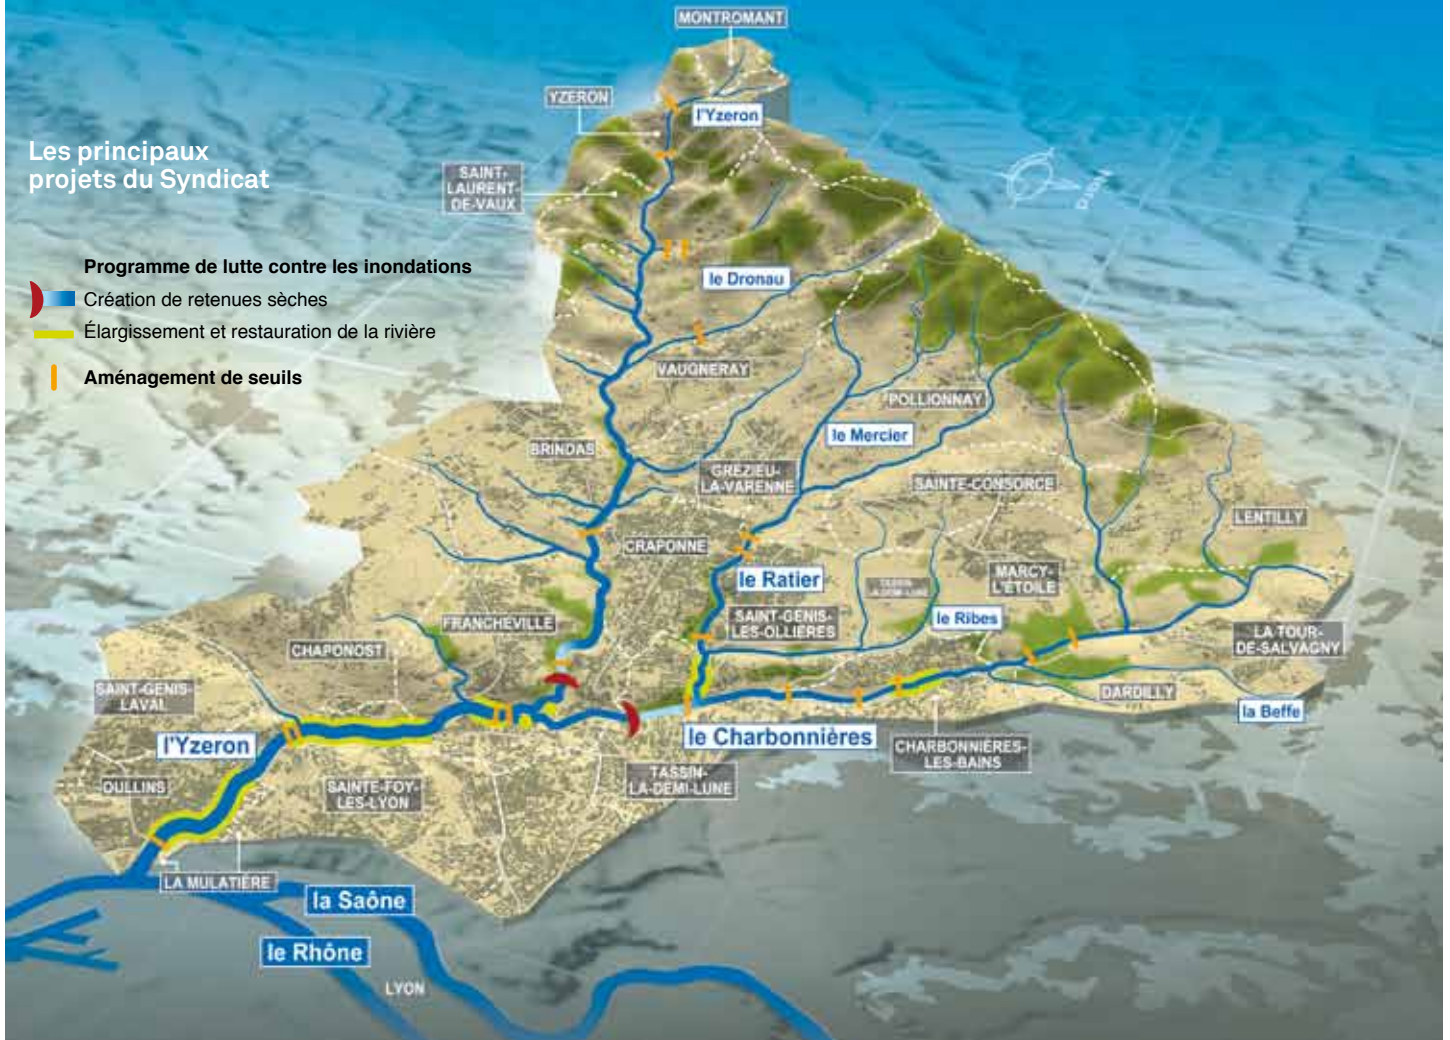 MONTROMANT
YZERON
l'Yzeron
Les principaux
projets du Syndicat
SAINT-
LAURENT-
DE-VAUX
Programme de lutte contre les inondations
Création de retenues sèches
Élargissement et restauration de la rivière
Aménagement de seuils
le Dronau
VAUGNERAY
POLLIONNAY
le Mercier
BRINDAS
GREZIEU-
LA-VARENNE
SAINTE-CONSORCE
LENTILLY
CRAPONNE
le Ratier
MARCY-
L'ÉTOILE
SAINT-GENIS-
LES-OLLIÈRES
le Ribes
FRANCHEVILLE
CHAPONOST
LA TOUR-
DE-SALVAGNY
SAINT-GENIS-
LAVAL
DARDILLY
la Beffe
l'Yzeron
le Charbonnières
CHARBONNIÈRES-
LES-BAINS
OULLINS
SAINTE-FOY-
LES-LYON
TASSIN-
LA-DEMI-LUNE
LA MULATIÈRE
la Saône
le Rhône
LYON